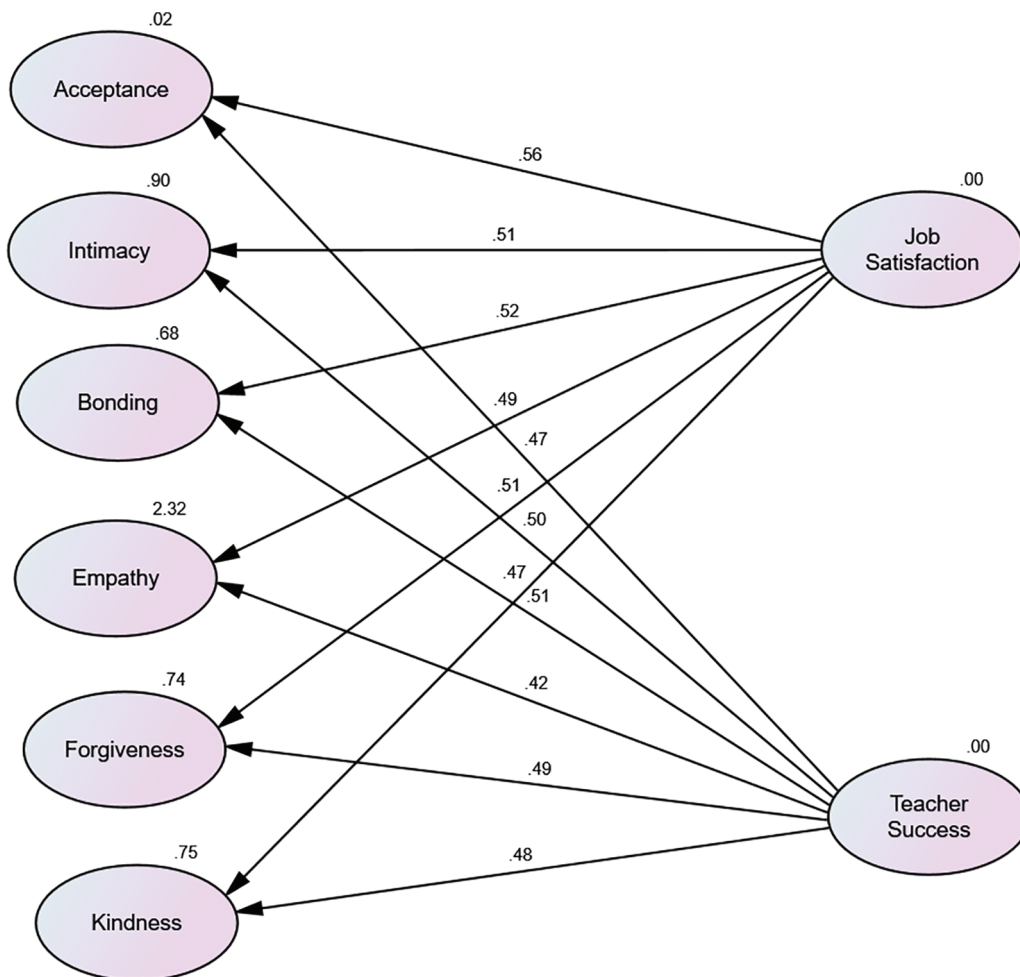 .02
Acceptance
.56
.90
.00
Intimacy
.51
Job
Satisfaction
.52
.68
Bonding
.49
.47
.51
.50
2.32
Empathy
.47
.51
.42
.74
Forgiveness
.49
.00
Teacher
Success
.75
.48
Kindness